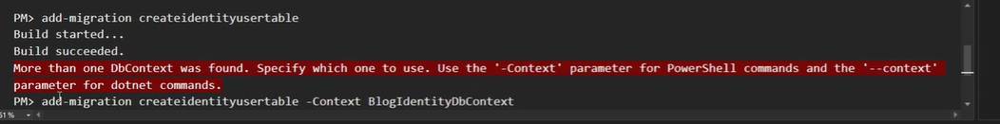 PM> add-migration createidentityusertable
Build started...
Build succeeded.
More than one DbContext was found. Specify which one to use. Use the '-Context' parameter for PowerShell commands and the '--context'
parameter for dotnet commands.
PM> add-migration createidentityusertable -Context BlogIdentityDbContext
51 %